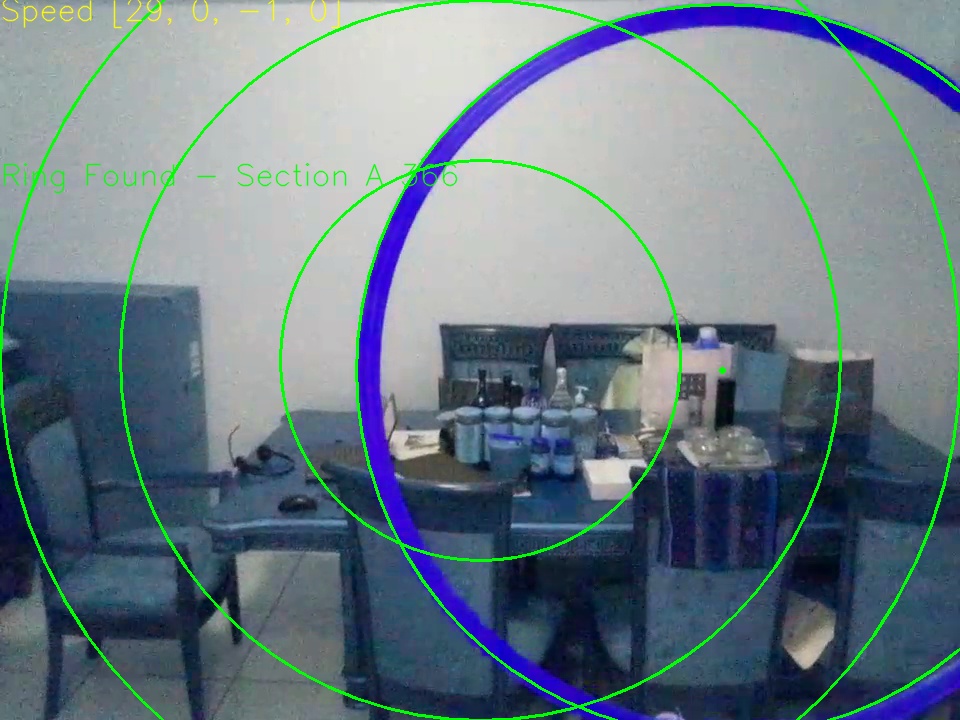 Speed [29, 0, -1, 0]
Ring Found - Section A 366